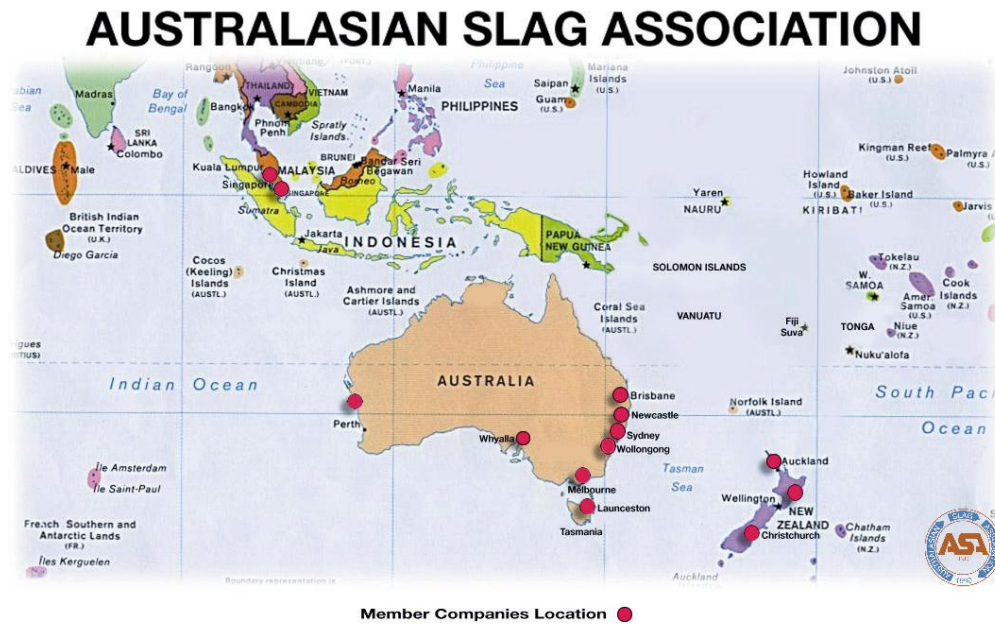 AUSTRALASIAN SLAG ASSOCIATION
Rangoon
THAILAND
VIETNAM
Philippine
Sea
Mariana
Islands
(U.S.)
Saipan
Guam
(U.S.)
Johnston Atoll
(U.S.)
Madras
Bay of
Bengal
Bangkok
CAMBODIA
Phnom
Penh
Manila
PHILIPPINES
Spratly
Islands
SRI
LANKA
Colombo
Male
Kuala Lumpur
MALAYSIA
BRUNEI
Bandar Seri
Begawan
Borneo
Singapore
SINGAPORE
Sumatra
Kingman Reef
(U.S.)
Palmyra
Howland
Island
(U.S.)
Baker Island
(U.S.)
KIRIBATI
Jarvis
Yaren
NAURU
British Indian
Ocean Territory
(U.K.)
Diego Garcia
Jakarta
Java
INDONESIA
PAPUA
NEW GUINEA
SOLOMON ISLANDS
Cocos
(Keeling)
Islands
(AUSTL.)
Christmas
Island
(AUSTL.)
Ashmore and
Cartier Islands
(AUSTL.)
Coral Sea
Islands
(AUSTL.)
VANUATU
Fiji
Suva
Tokelau
(N.Z.)
W.
SAMOA
Amer.
Samoa
(U.S.)
Cook
Islands
(N.Z.)
TONGA
Niue
(N.Z.)
Nuku'alofa
Indian Ocean
AUSTRALIA
South
Ocean
Brisbane
Newcastle
Sydney
Wollongong
Norfolk Island
(AUSTL.)
Perth
Whyalla
Melbourne
Launceston
Tasmania
Tasman
Sea
Auckland
Wellington
NEW
ZEALAND
Christchurch
Chatham
Islands
(N.Z.)
Île Amsterdam
Île Saint-Paul
French Southern and
Antarctic Lands
(FR.)
Îles Kerguelen
Auckland
Islands
Boundary representation is
ASA
Member Companies Location